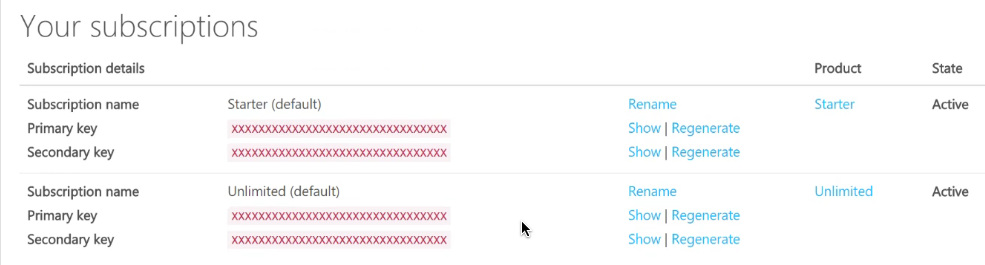 Your subscriptions
Subscription details Product State
Subscription name Starter (default) Rename Starter Active
Primary key XXXXXXXXXXXXXXXXXXXXXXXXXXXXXXXX Show | Regenerate
Secondary key XXXXXXXXXXXXXXXXXXXXXXXXXXXXXXXX Show | Regenerate
Subscription name Unlimited (default) Rename Unlimited Active
Primary key XXXXXXXXXXXXXXXXXXXXXXXXXXXXXXXX Show | Regenerate
Secondary key XXXXXXXXXXXXXXXXXXXXXXXXXXXXXXXX Show | Regenerate